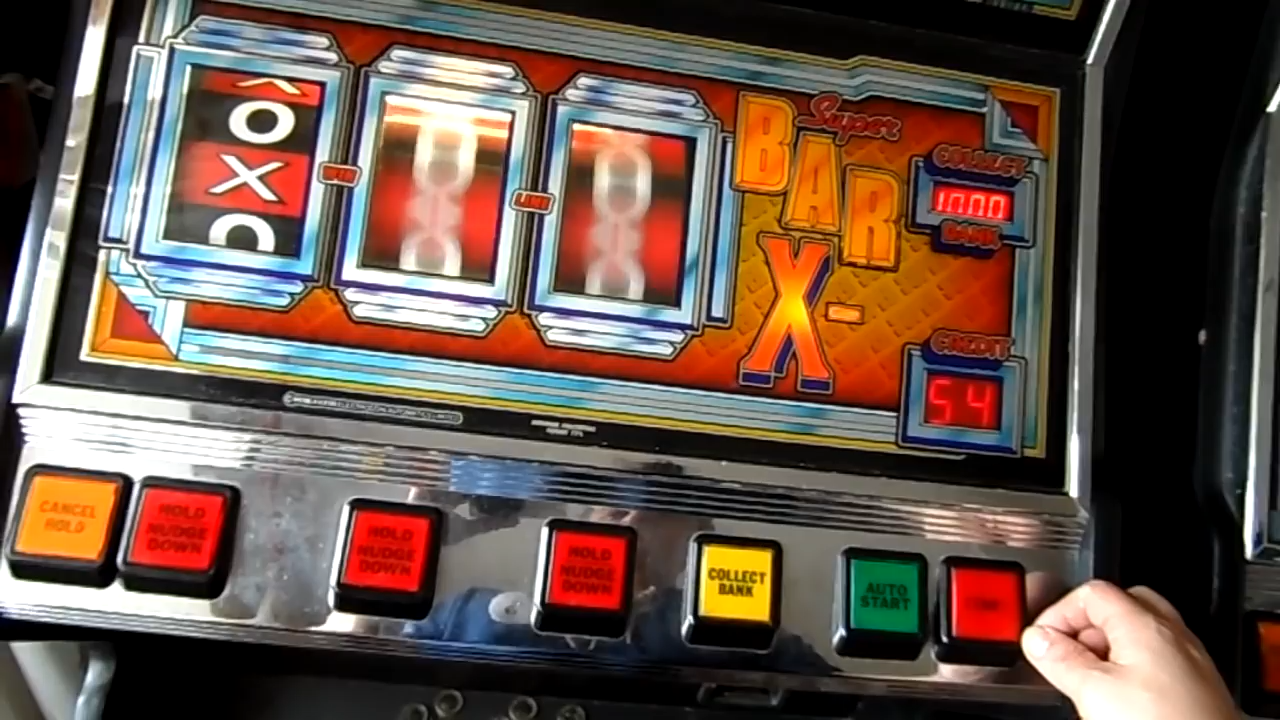 O
X
O
WIN
LINE
Super
BAR
X-
COLLECT
1000
BANK
CREDIT
54
CANCEL
HOLD
HOLD
NUDGE
DOWN
HOLD
NUDGE
DOWN
HOLD
NUDGE
DOWN
COLLECT
BANK
AUTO
START